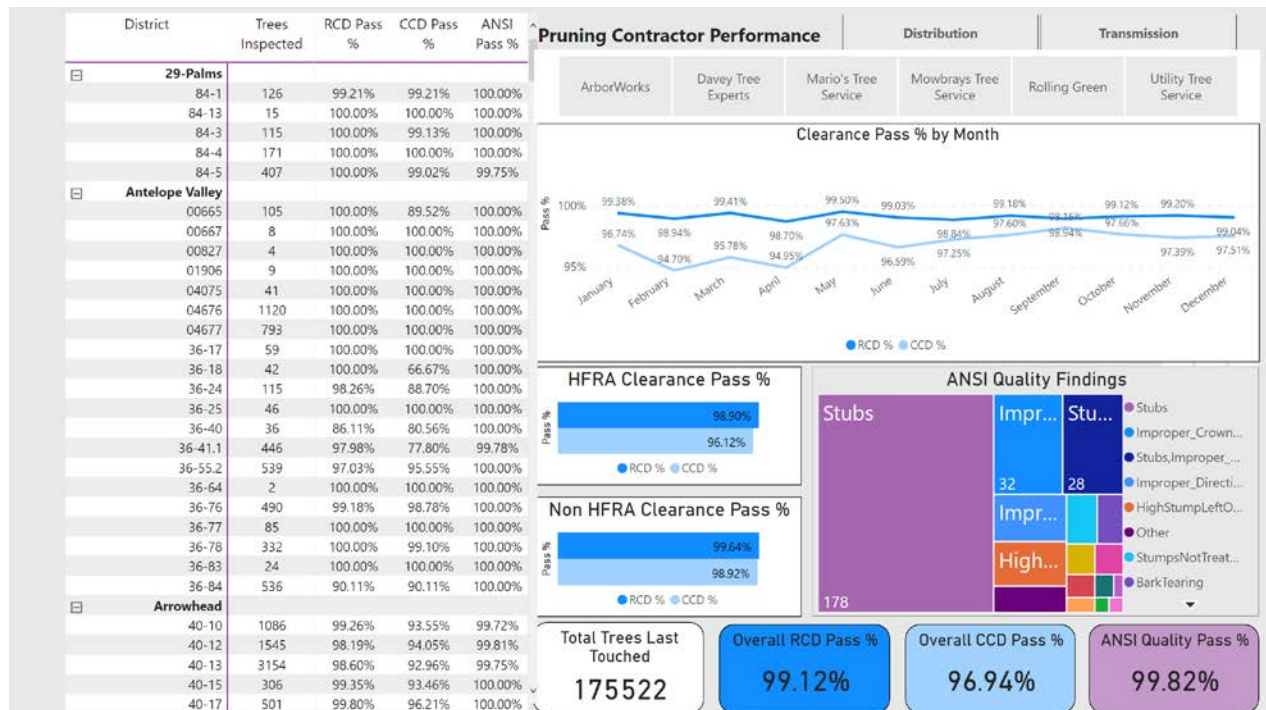 District Trees Inspected RCD Pass % CCD Pass % ANSI Pass %
29-Palms
84-1 126 99.21% 99.21% 100.00%
84-13 15 100.00% 100.00% 100.00%
84-3 115 100.00% 99.13% 100.00%
84-4 171 100.00% 100.00% 100.00%
84-5 407 100.00% 99.02% 99.75%
Antelope Valley
00665 105 100.00% 89.52% 100.00%
00667 8 100.00% 100.00% 100.00%
00827 4 100.00% 100.00% 100.00%
01906 9 100.00% 100.00% 100.00%
04075 41 100.00% 100.00% 100.00%
04676 1120 100.00% 100.00% 100.00%
04677 793 100.00% 100.00% 100.00%
36-17 59 100.00% 100.00% 100.00%
36-18 42 100.00% 66.67% 100.00%
36-24 115 98.26% 88.70% 100.00%
36-25 46 100.00% 100.00% 100.00%
36-40 36 86.11% 80.56% 100.00%
36-41.1 446 97.98% 77.80% 99.78%
36-55.2 539 97.03% 95.55% 100.00%
36-64 2 100.00% 100.00% 100.00%
36-76 490 99.18% 98.78% 100.00%
36-77 85 100.00% 100.00% 100.00%
36-78 332 100.00% 99.10% 100.00%
36-83 24 100.00% 100.00% 100.00%
36-84 536 90.11% 90.11% 100.00%
Arrowhead
40-10 1086 99.26% 93.55% 99.72%
40-12 1545 98.19% 94.05% 99.81%
40-13 3154 98.60% 92.96% 99.75%
40-15 306 99.35% 93.46% 100.00%
40-17 501 99.80% 96.21% 100.00%
Pruning Contractor Performance Distribution Transmission
ArborWorks Davey Tree Experts Mario's Tree Service Mowbrays Tree Service Rolling Green Utility Tree Service
Clearance Pass % by Month
Pass %
100%
95%
99.38% 98.94% 99.41% 98.70% 99.50% 99.03% 98.84% 99.18% 98.94% 99.12% 99.20% 99.04%
96.74% 94.70% 95.78% 94.95% 97.63% 96.59% 97.25% 97.60% 97.66% 97.39% 97.51%
January February March April May June July August September October November December
RCD % CCD %
HFRA Clearance Pass %
Pass %
98.90%
96.12%
RCD % CCD %
Non HFRA Clearance Pass %
Pass %
99.64%
98.92%
RCD % CCD %
ANSI Quality Findings
Stubs
178
Impr...
32
Stu...
28
Impr...
High...
Stubs
Improper_Crown...
Stubs,Improper_...
Improper_Directi...
HighStumpLeftO...
Other
StumpsNotTreat...
BarkTearing
Total Trees Last Touched
175522
Overall RCD Pass %
99.12%
Overall CCD Pass %
96.94%
ANSI Quality Pass %
99.82%